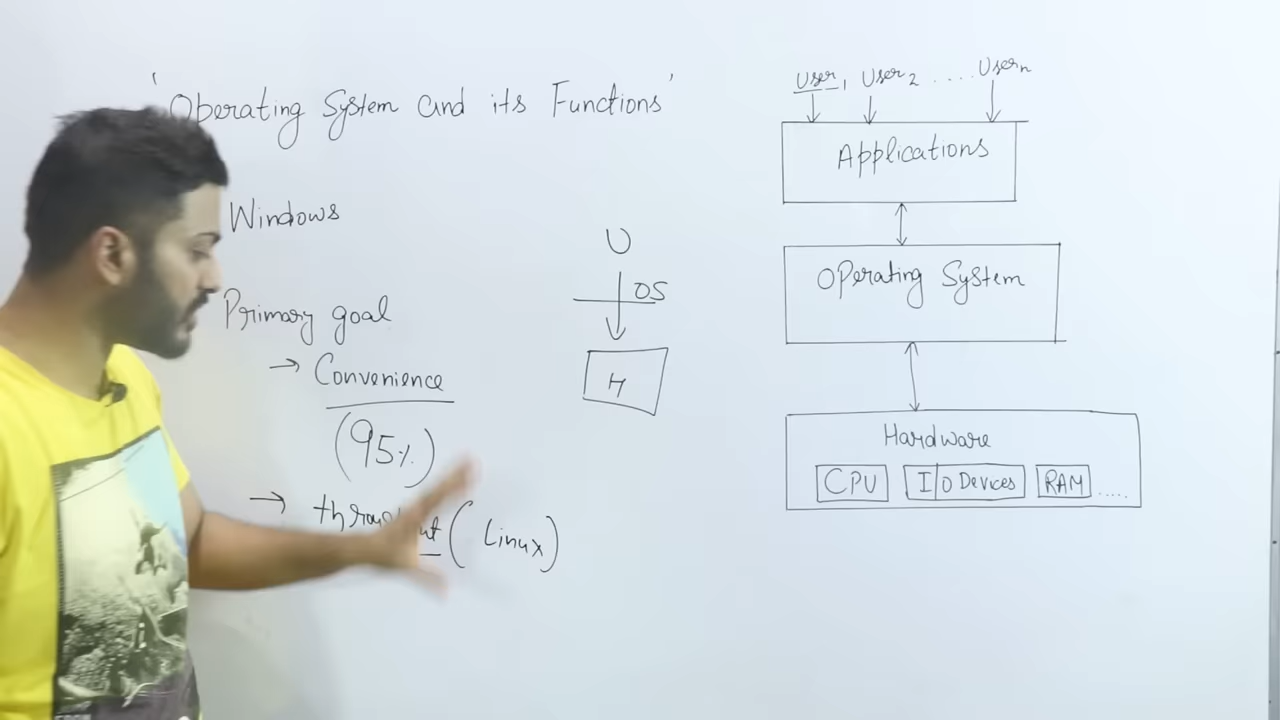 'Operating System and its Functions'
Windows
Primary goal
→ Convenience
(95%)
→ (Linux)
U
OS
H
User1 User2 .... Usern
Applications
Operating System
Hardware
CPU I/O Devices RAM .....